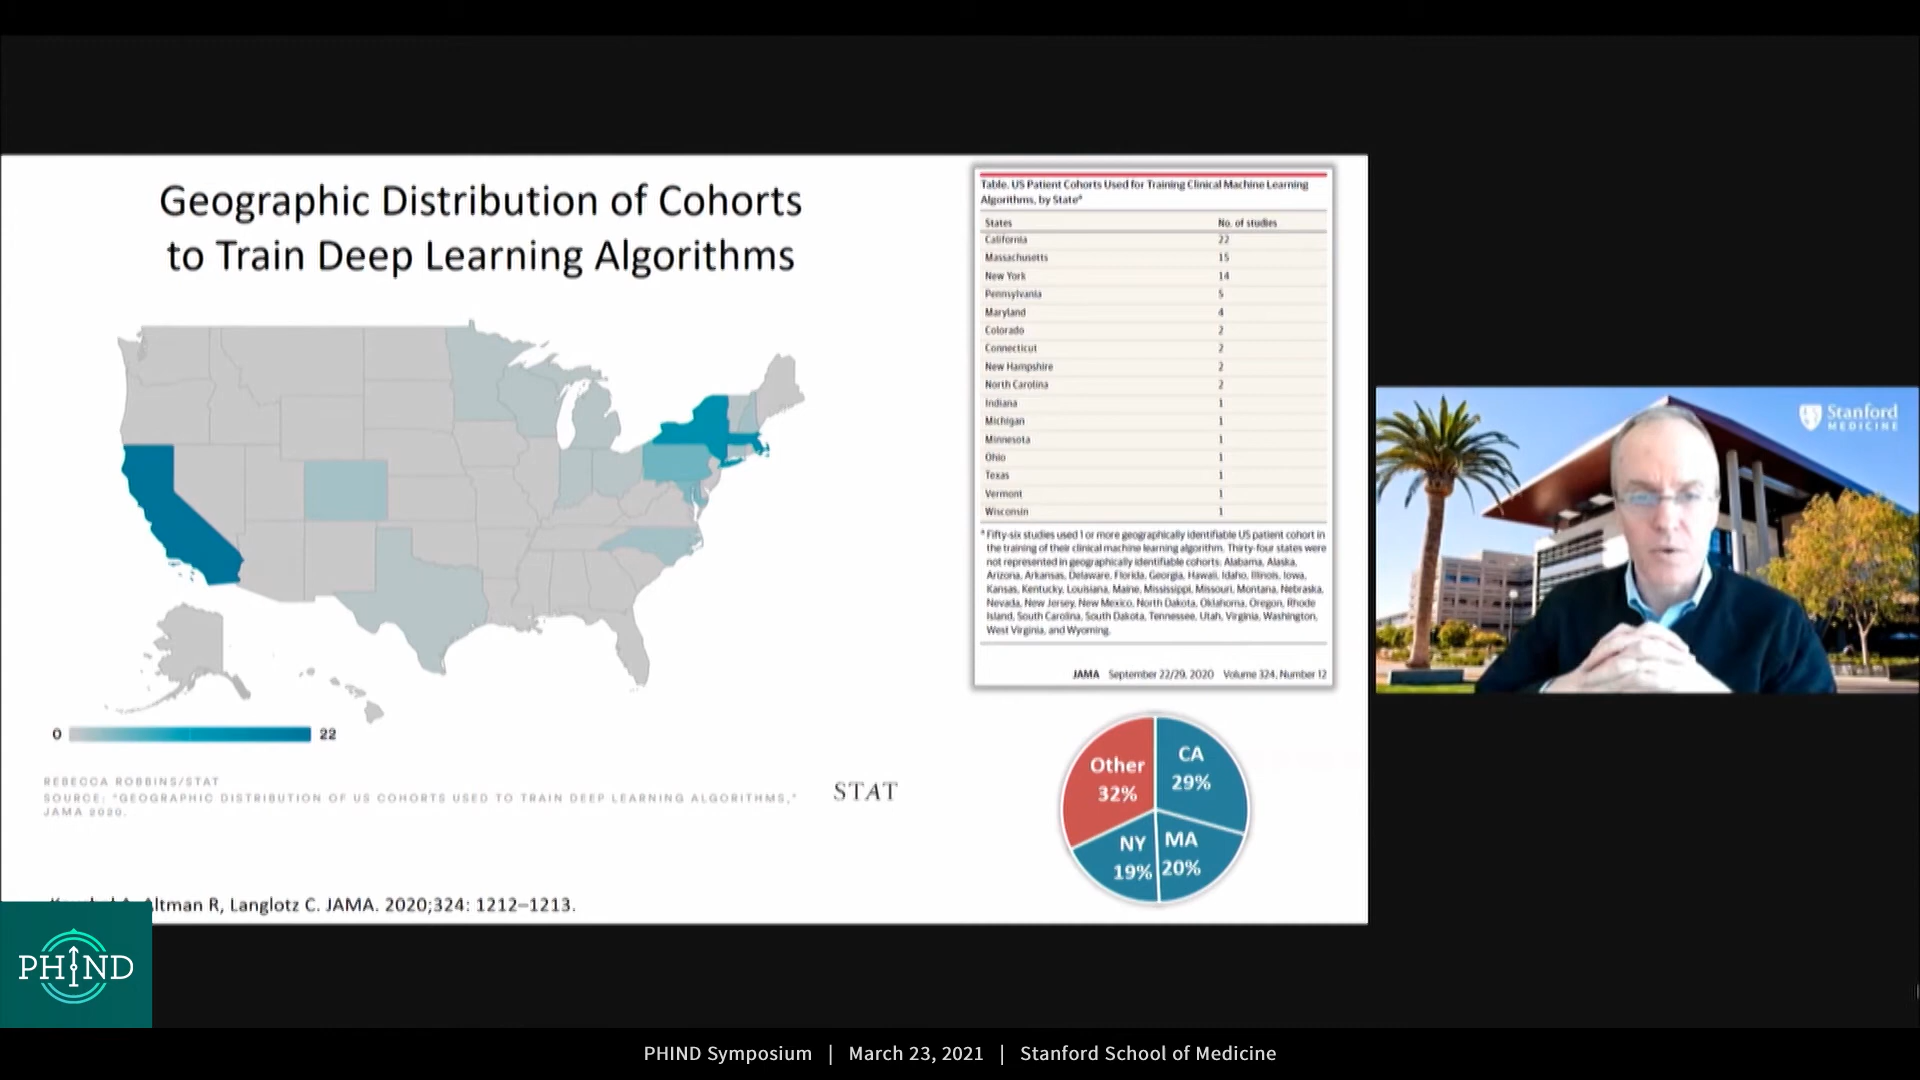 Geographic Distribution of Cohorts
to Train Deep Learning Algorithms
0
22
REBECCA ROBBINS/STAT
SOURCE: "GEOGRAPHIC DISTRIBUTION OF US COHORTS USED TO TRAIN DEEP LEARNING ALGORITHMS,"
JAMA 2020.
STAT
Altman R, Langlotz C. JAMA. 2020;324: 1212–1213.
Table. US Patient Cohorts Used for Training Clinical Machine Learning
Algorithms, by Stateª
States No. of studies
California 22
Massachusetts 15
New York 14
Pennsylvania 5
Maryland 4
Colorado 2
Connecticut 2
New Hampshire 2
North Carolina 2
Indiana 1
Michigan 1
Minnesota 1
Ohio 1
Texas 1
Vermont 1
Wisconsin 1
ª Fifty-six studies used 1 or more geographically identifiable US patient cohort in
the training of their clinical machine learning algorithm. Thirty-four states were
not represented in geographically identifiable cohorts: Alabama, Alaska,
Arizona, Arkansas, Delaware, Florida, Georgia, Hawaii, Idaho, Illinois, Iowa,
Kansas, Kentucky, Louisiana, Maine, Mississippi, Missouri, Montana, Nebraska,
Nevada, New Jersey, New Mexico, North Dakota, Oklahoma, Oregon, Rhode
Island, South Carolina, South Dakota, Tennessee, Utah, Virginia, Washington,
West Virginia, and Wyoming.
JAMA September 22/29, 2020 Volume 324, Number 12
Other
32%
CA
29%
NY
19%
MA
20%
Stanford
MEDICINE
PHIND
PHIND Symposium | March 23, 2021 | Stanford School of Medicine